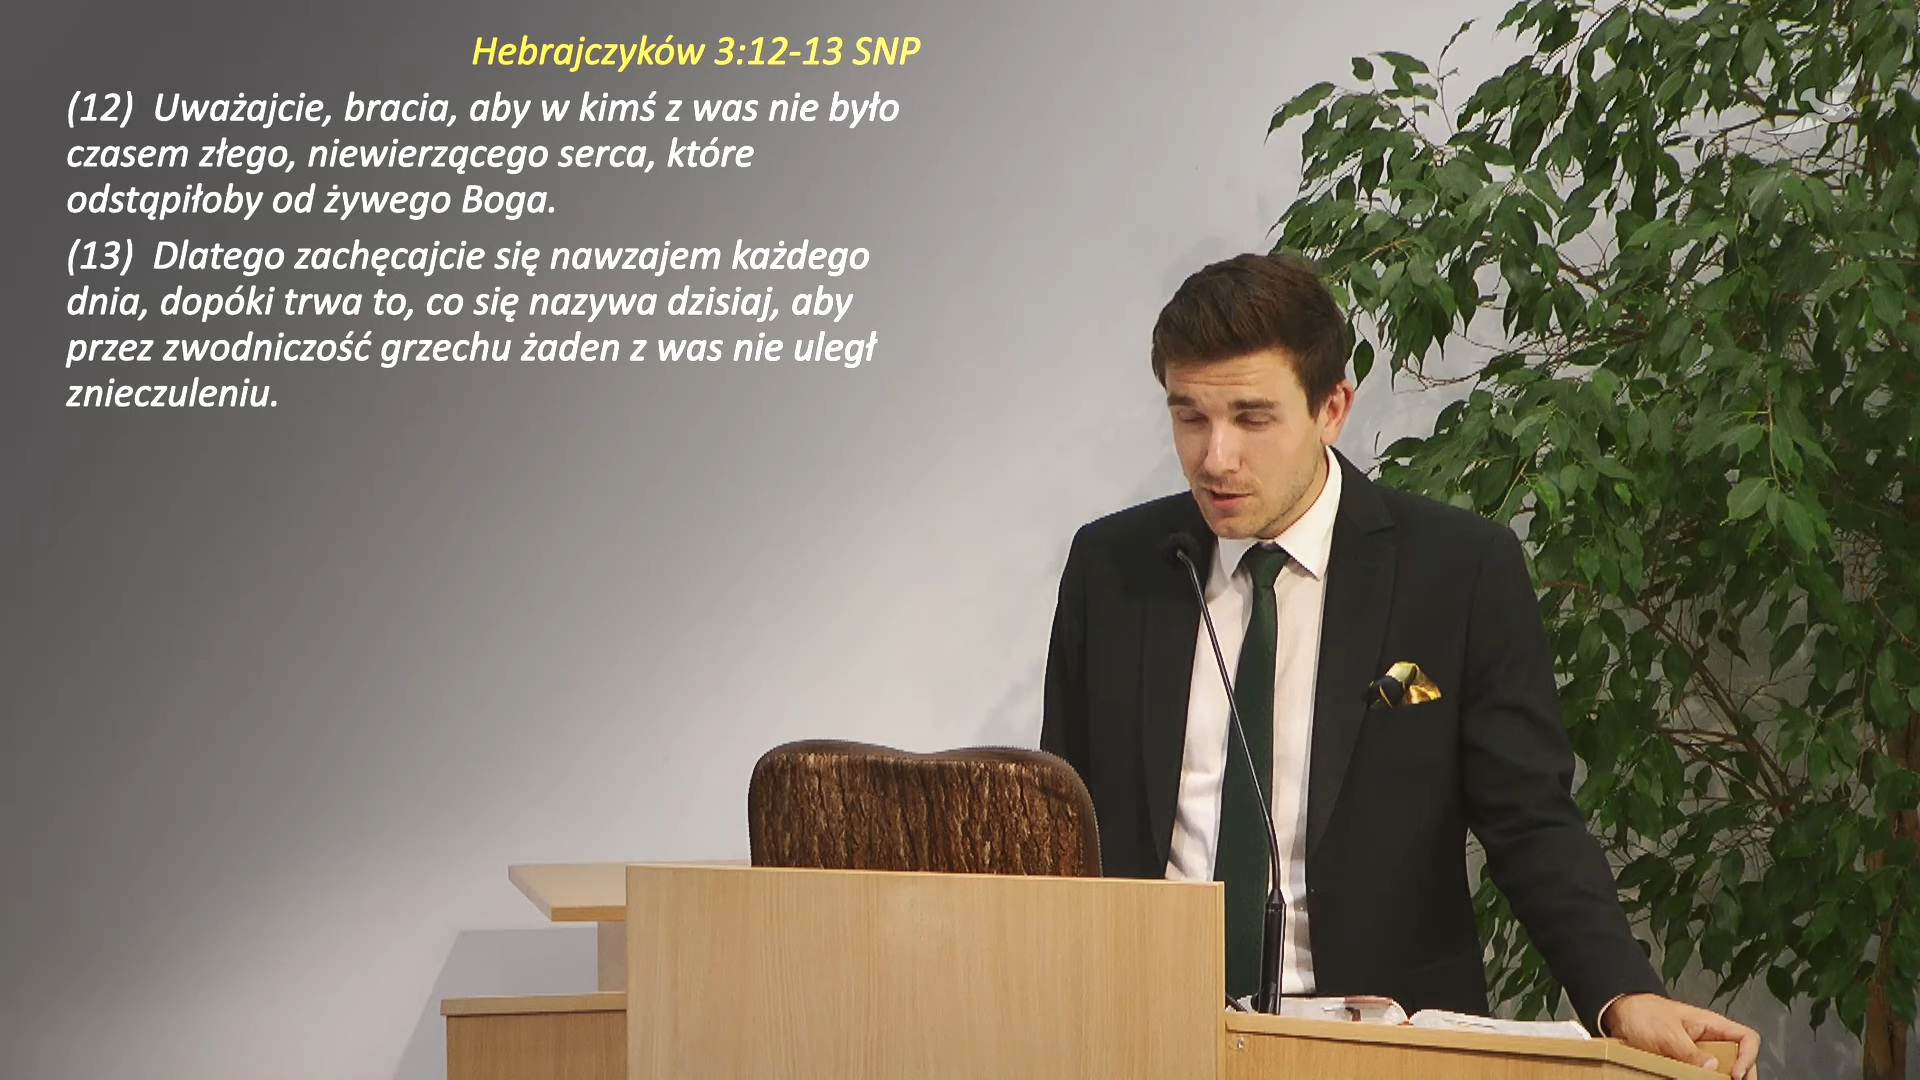 Hebrajczyków 3:12-13 SNP
(12) Uważajcie, bracia, aby w kimś z was nie było
czasem złego, niewierzącego serca, które
odstąpiłoby od żywego Boga.
(13) Dlatego zachęcajcie się nawzajem każdego
dnia, dopóki trwa to, co się nazywa dzisiaj, aby
przez zwodniczość grzechu żaden z was nie uległ
znieczuleniu.